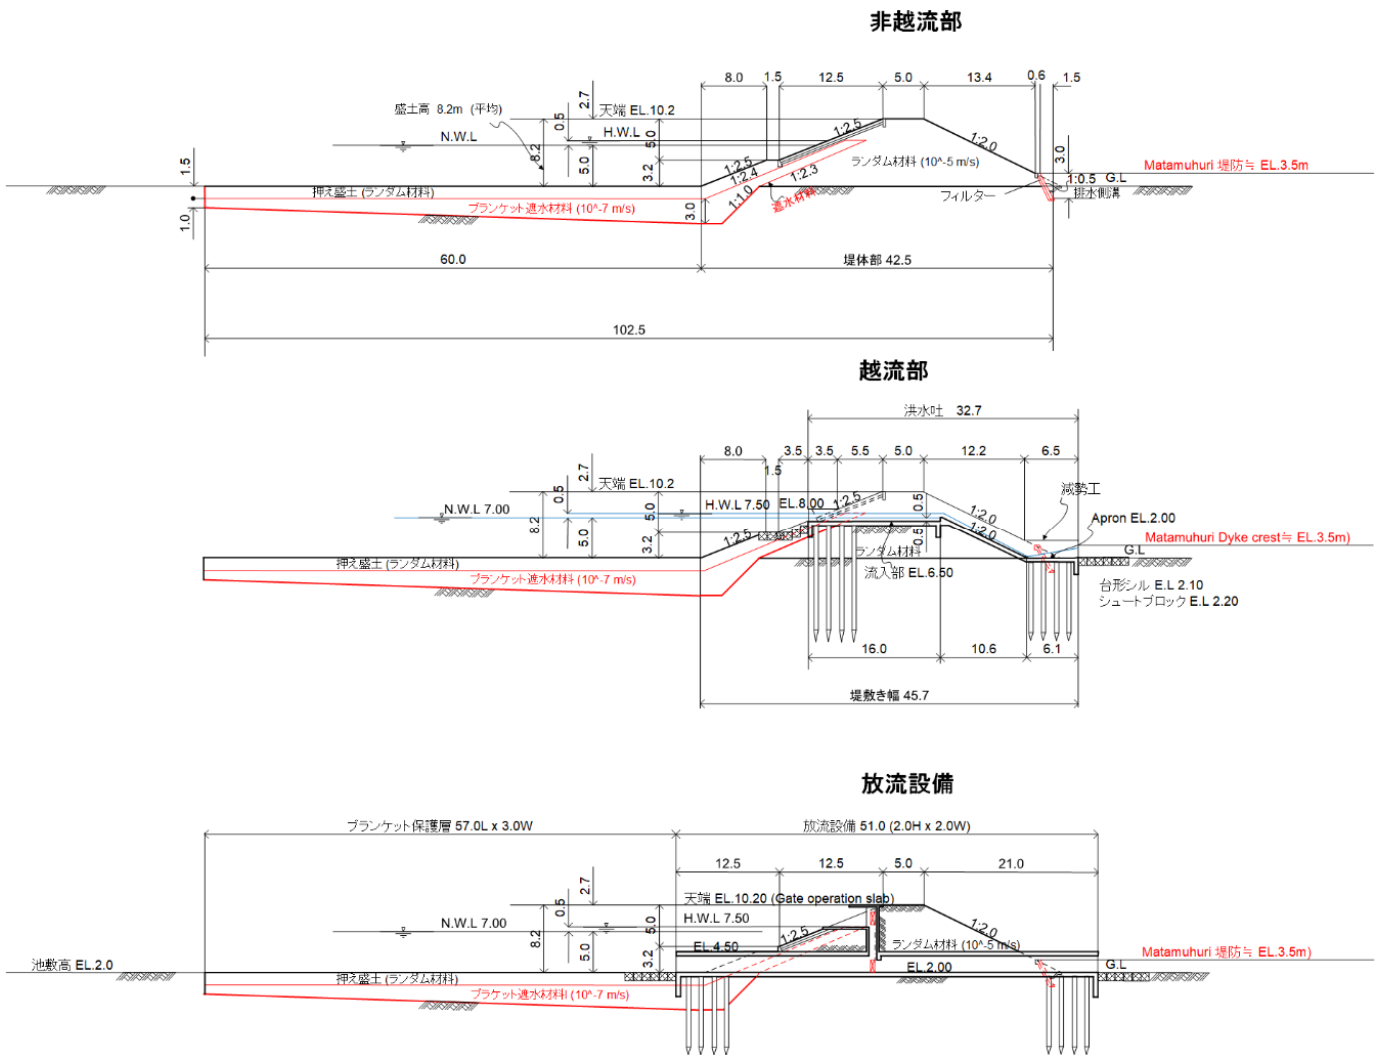 非越流部
8.0 1.5 12.5 5.0 13.4 0.6 1.5
盛土高 8.2m (平均)
2.7
天端 EL.10.2
N.W.L
0.5
H.W.L
1:2.5
8.2
5.0
5.0
3.2
1:2.0
ランダム材料 (10^-5 m/s)
3.0
Matamuhuri 堤防≒ EL.3.5m
1.5
1:2.5
1:2.4
1:2.3
1:0.5
G.L
押え盛土 (ランダム材料)
ブランケット遮水材料 (10^-7 m/s)
3.0
1:1.0
遮水材料
フィルター
排水側溝
1.0
60.0
堤体部 42.5
102.5
越流部
洪水吐 32.7
8.0 1.5 3.5 3.5 5.5 5.0 12.2 6.5
2.7
天端 EL.10.2
減勢工
N.W.L 7.00
0.5
H.W.L 7.50
EL.8.00
1:2.5
0.5
8.2
5.0
5.0
3.2
1:2.5
1:2.0
1:2.0
0.5
Apron EL.2.00
Matamuhuri Dyke crest≒ EL.3.5m)
G.L
ランダム材料
流入部 EL.6.50
押え盛土 (ランダム材料)
ブランケット遮水材料 (10^-7 m/s)
台形シル E.L 2.10
シュートブロック E.L 2.20
16.0 10.6 6.1
堤敷き幅 45.7
放流設備
ブランケット保護層 57.0L x 3.0W
放流設備 51.0 (2.0H x 2.0W)
12.5 12.5 5.0 21.0
2.7
天端 EL.10.20 (Gate operation slab)
N.W.L 7.00
0.5
H.W.L 7.50
8.2
5.0
5.0
3.2
1:2.5
1:2.0
EL.4.50
ランダム材料 (10^-5 m/s)
Matamuhuri 堤防≒ EL.3.5m)
池敷高 EL.2.0
EL.2.00
G.L
押え盛土 (ランダム材料)
ブランケット遮水材料I (10^-7 m/s)